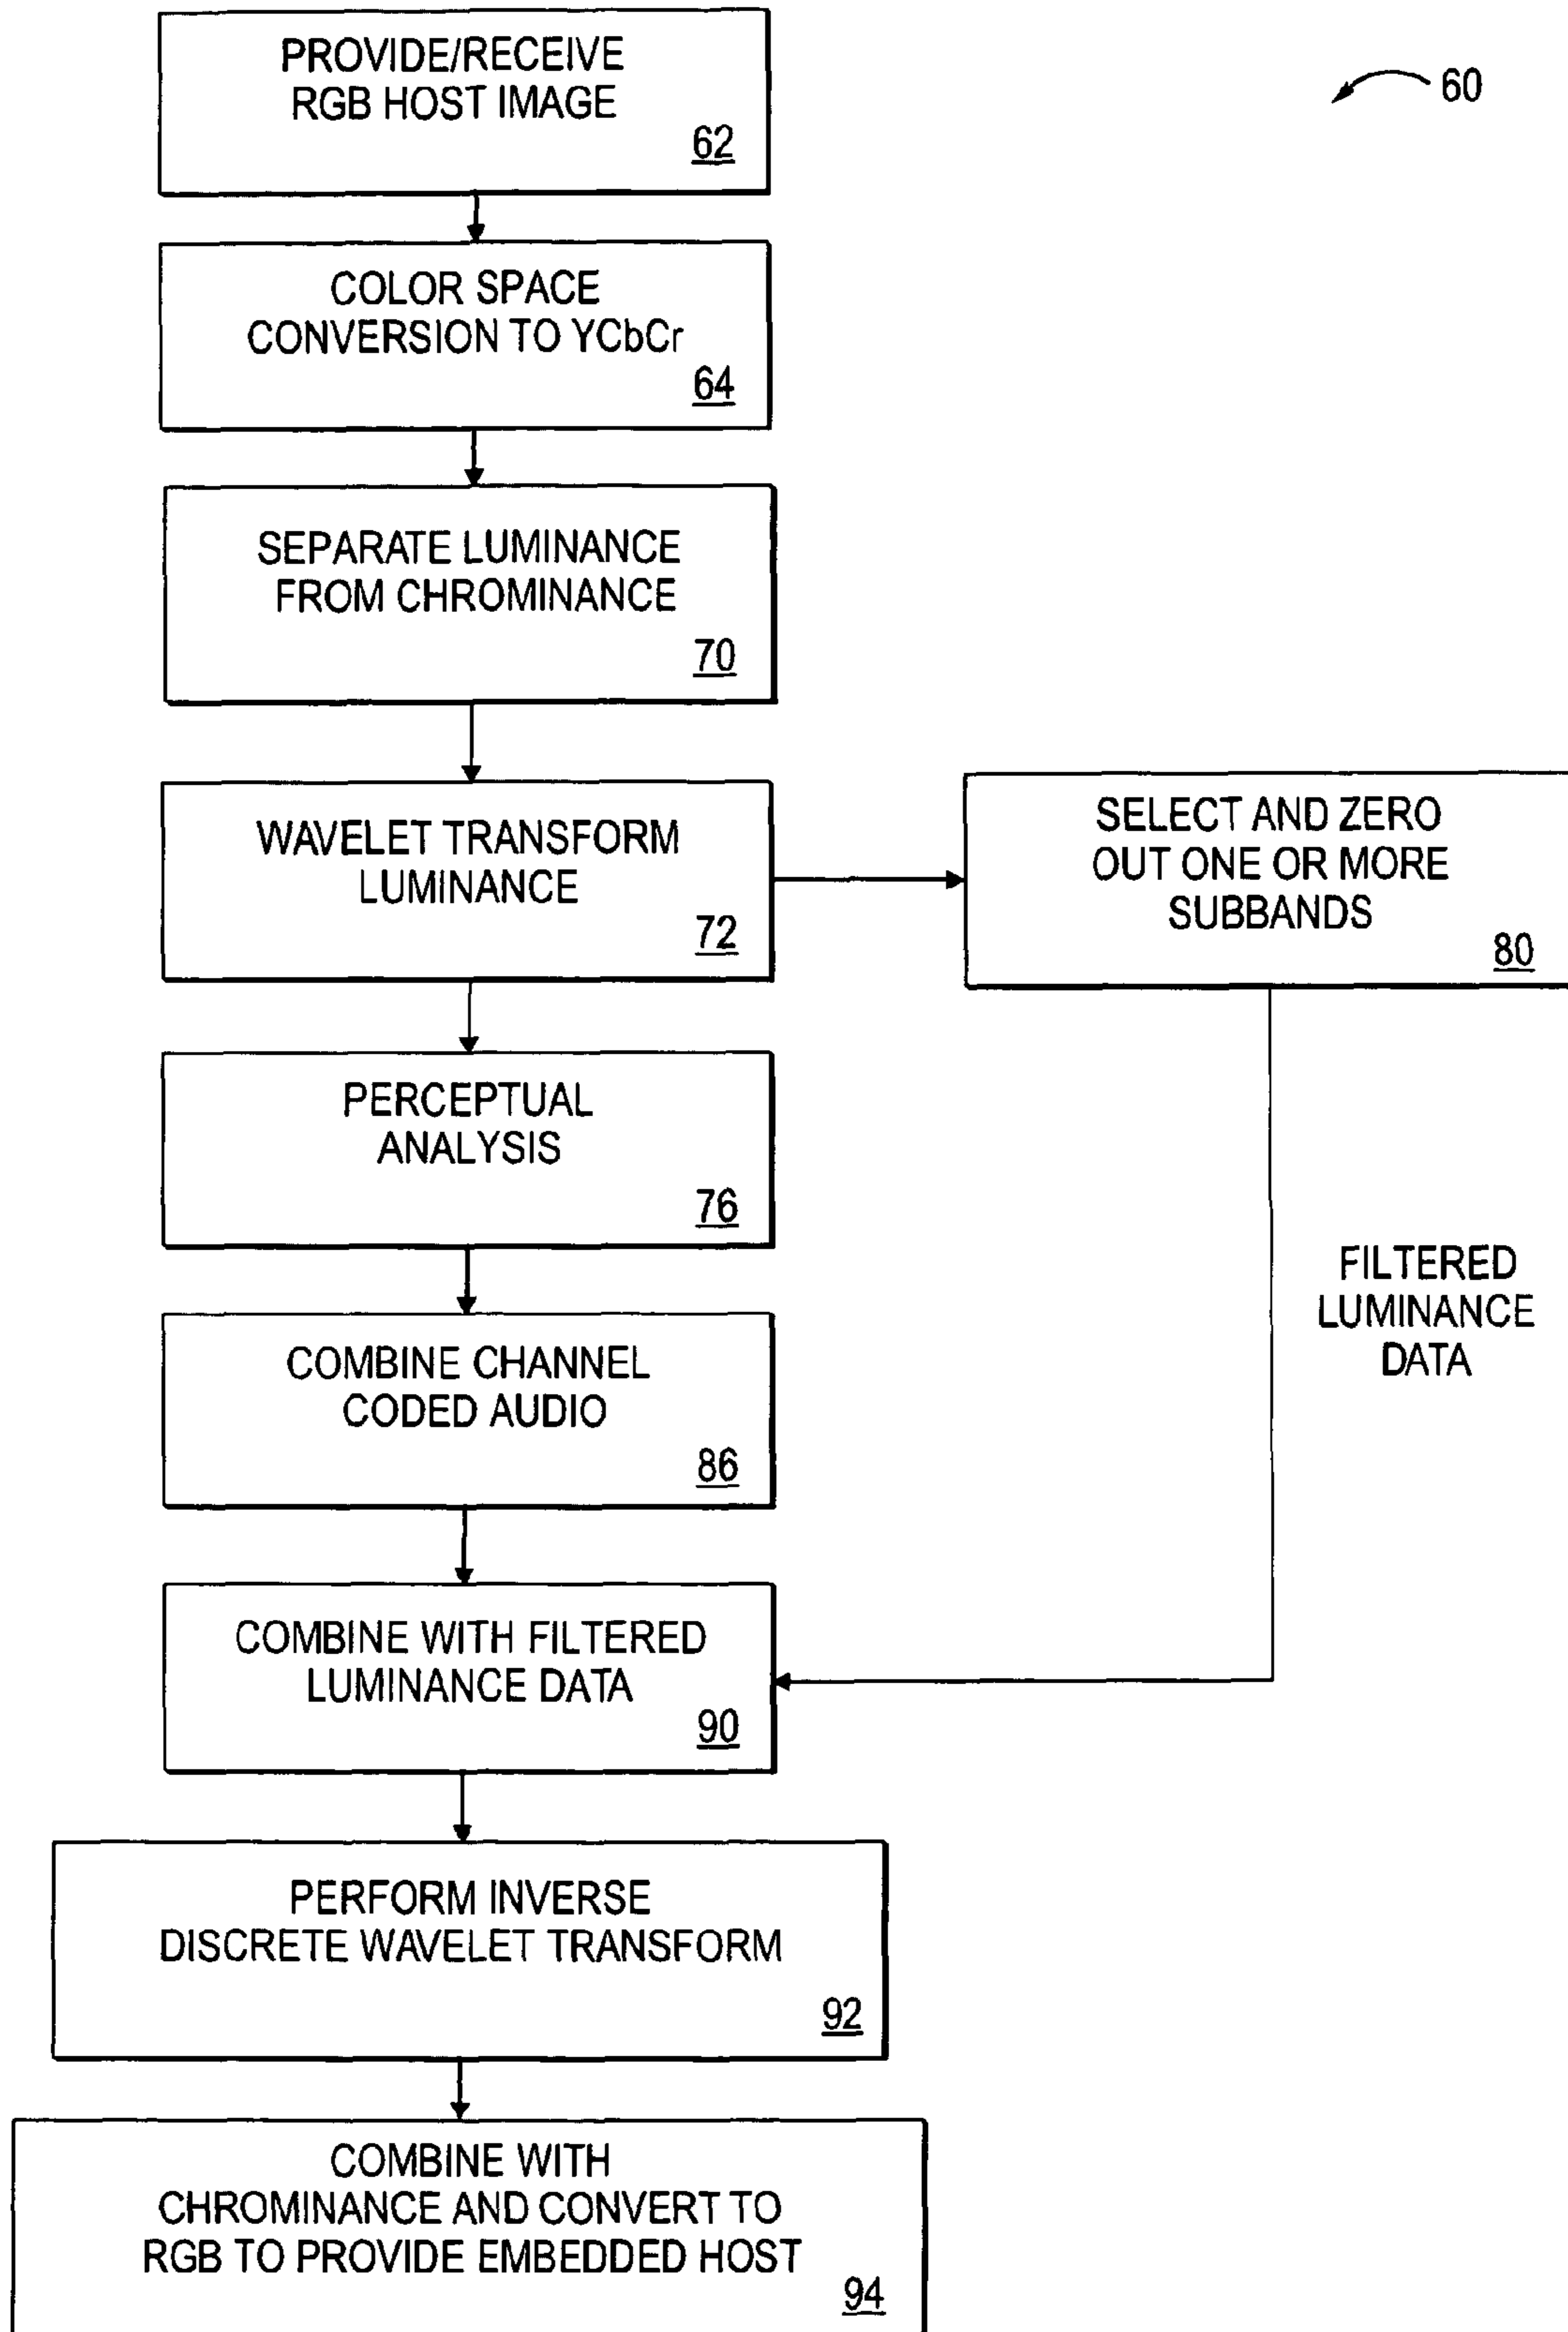 PROVIDE/RECEIVE
RGB HOST IMAGE
62
60
COLOR SPACE
CONVERSION TO YCbCr
64
SEPARATE LUMINANCE
FROM CHROMINANCE
70
WAVELET TRANSFORM
LUMINANCE
72
SELECT AND ZERO
OUT ONE OR MORE
SUBBANDS
80
PERCEPTUAL
ANALYSIS
76
FILTERED
LUMINANCE
DATA
COMBINE CHANNEL
CODED AUDIO
86
COMBINE WITH FILTERED
LUMINANCE DATA
90
PERFORM INVERSE
DISCRETE WAVELET TRANSFORM
92
COMBINE WITH
CHROMINANCE AND CONVERT TO
RGB TO PROVIDE EMBEDDED HOST
94